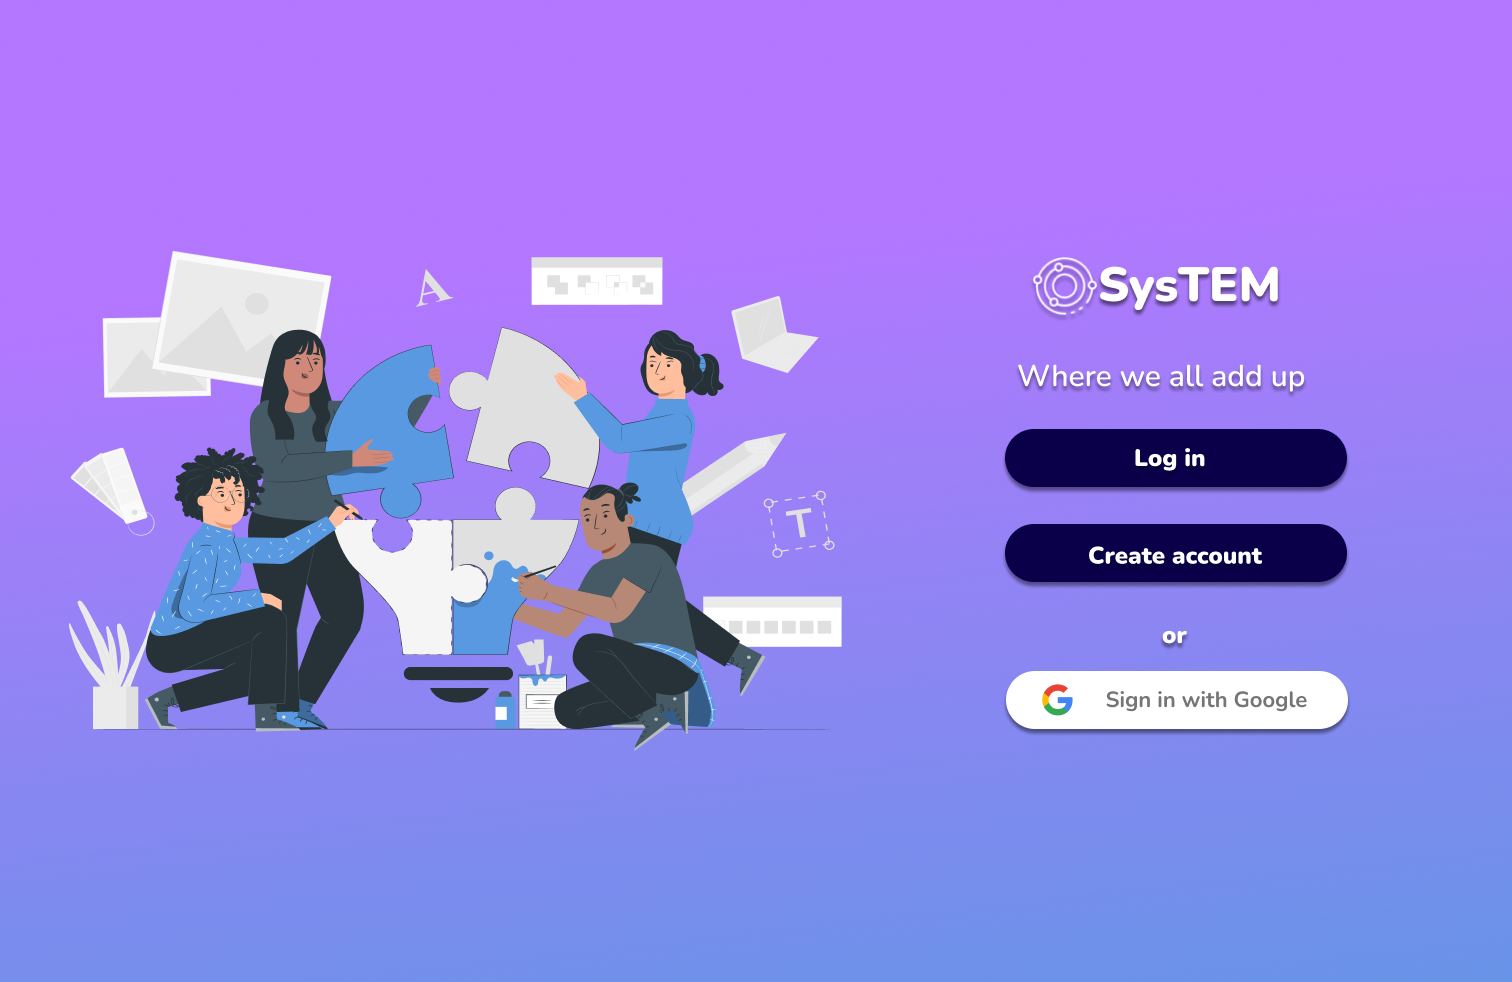 A
SysTEM
Where we all add up
Log in
T
Create account
or
Sign in with Google